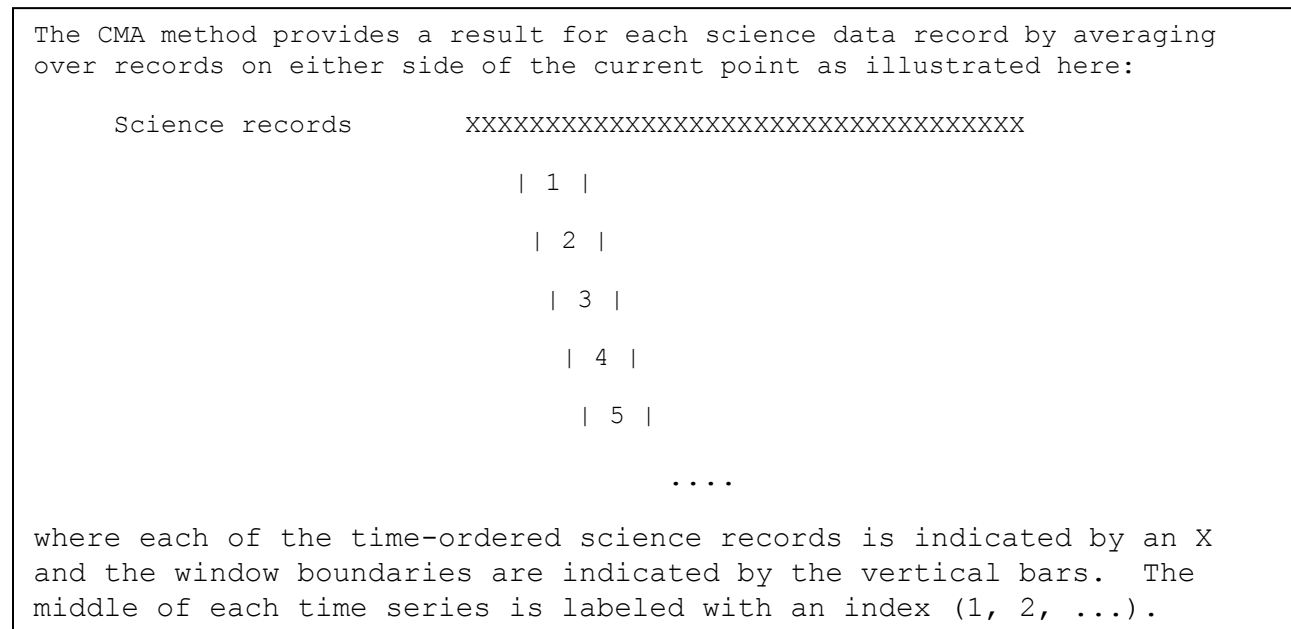 The CMA method provides a result for each science data record by averaging
over records on either side of the current point as illustrated here:
Science records XXXXXXXXXXXXXXXXXXXXXXXXXXXXXXXXXXX
| 1 |
| 2 |
| 3 |
| 4 |
| 5 |
....
where each of the time-ordered science records is indicated by an X
and the window boundaries are indicated by the vertical bars. The
middle of each time series is labeled with an index (1, 2, ...).